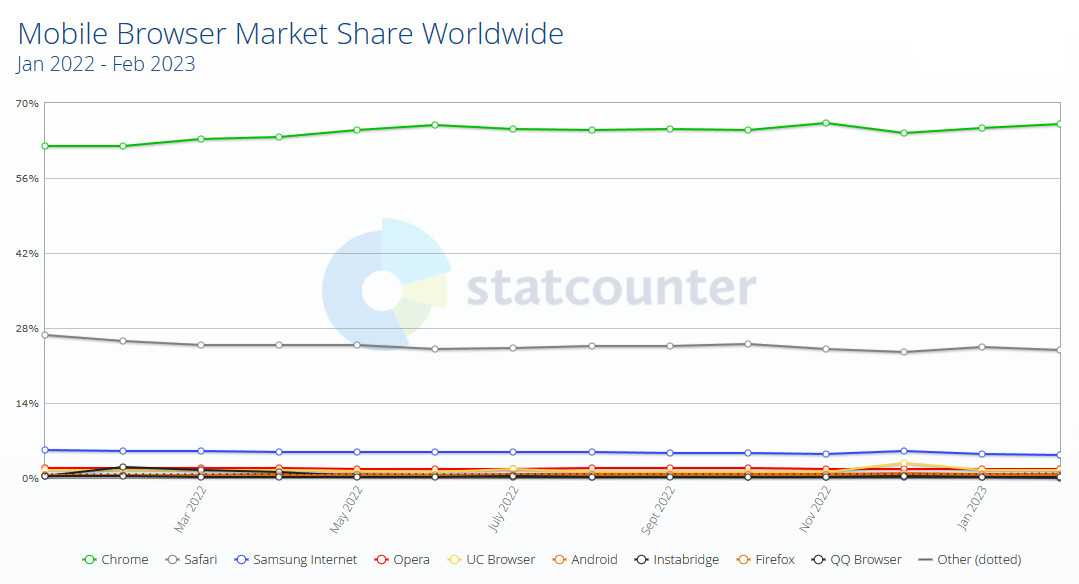 Mobile Browser Market Share Worldwide
Jan 2022 - Feb 2023
70%
56%
42%
28%
14%
0%
statcounter
Mar 2022
May 2022
July 2022
Sept 2022
Nov 2022
Jan 2023
Chrome Safari Samsung Internet Opera UC Browser Android Instabridge Firefox QQ Browser Other (dotted)